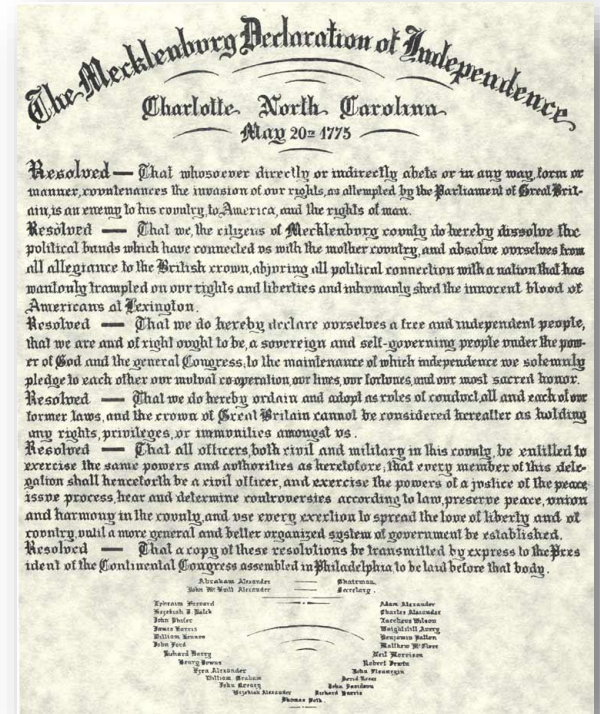 The Mecklenburg Declaration of Independence
Charlotte North Carolina
May 20th 1775
Resolved — That whosoever directly or indirectly abets or in any way, form or
manner, countenances the invasion of our rights, as attempted by the Parliament of Great Brit-
ain, is an enemy to his country, to America, and the rights of man.
Resolved — That we, the citizens of Mecklenburg county do hereby dissolve the
political bands which have connected us with the mother country, and absolve ourselves from
all allegiance to the British crown, abjuring all political connection with a nation that has
wantonly trampled on our rights and liberties and inhumanly shed the innocent blood of
Americans at Lexington.
Resolved — That we do hereby declare ourselves a free and independent people,
that we are and of right ought to be, a sovereign and self-governing people under the pow-
er of God and the general Congress, to the maintenance of which independence we solemnly
pledge to each other our mutual co-operation, our lives, our fortunes, and our most sacred honor.
Resolved — That we do hereby ordain and adopt as rules of conduct, all and each of our
former laws, and the crown of Great Britain cannot be considered hereafter as holding
any rights, privileges, or immunities amongst us.
Resolved — That all officers, both civil and military in this county, be entitled to
exercise the same powers and authorities as heretofore; that every member of this dele-
gation shall henceforth be a civil officer, and exercise the powers of a justice of the peace,
issue process, hear and determine controversies according to law, preserve peace, union
and harmony in the county, and use every exertion to spread the love of liberty and of
country, until a more general and better organized system of government be established.
Resolved — That a copy of these resolutions be transmitted by express to the Pres
ident of the Continental Congress assembled in Philadelphia to be laid before that body.
Abraham Alexander — Chairman.
John McKnitt Alexander — Secretary.
Ephraim Brevard Adam Alexander
Hezekiah J. Balch Charles Alexander
John Phifer Zaccheus Wilson
James Harris Waightstill Avery
William Kennon Benjamin Patton
John Ford Matthew McClure
Richard Barry Neil Morrison
Henry Downe Robert Irwin
Ezra Alexander John Flennegin
William Graham David Reese
John Davidson
Hezekiah Alexander Richard Harris
Thomas Polk.